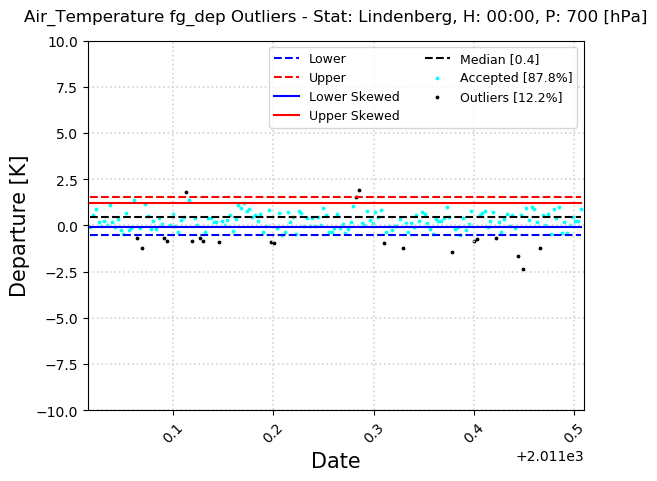 Air_Temperature fg_dep Outliers - Stat: Lindenberg, H: 00:00, P: 700 [hPa]
10.0
7.5
5.0
2.5
0.0
−2.5
−5.0
−7.5
−10.0
Departure [K]
Lower
Upper
Lower Skewed
Upper Skewed
Median [0.4]
Accepted [87.8%]
Outliers [12.2%]
0.1
0.2
0.3
0.4
0.5
+2.011e3
Date